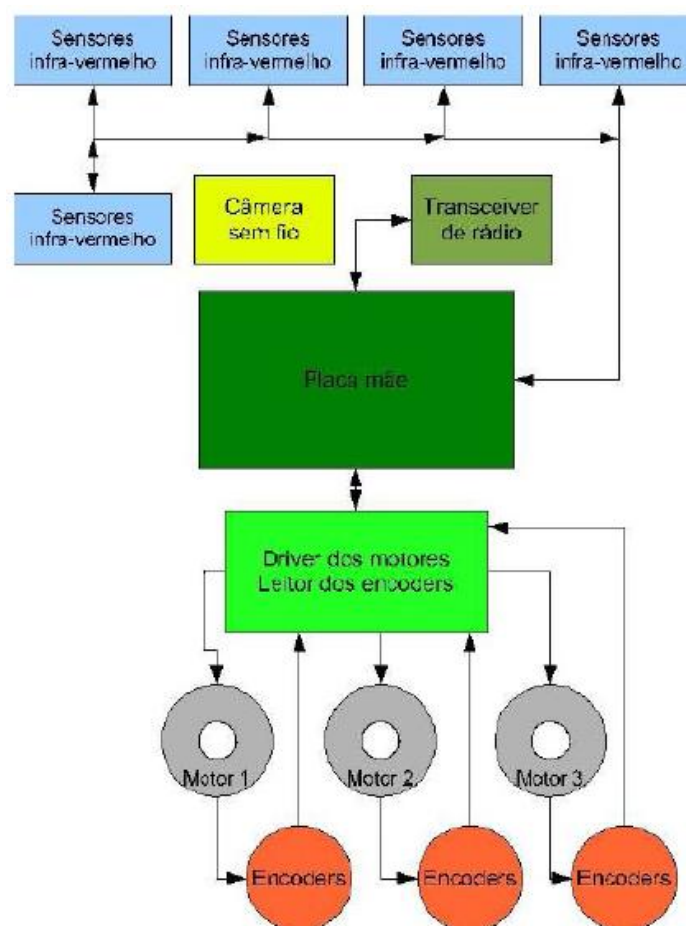 Sensores
infra-vermelho
Sensores
infra-vermelho
Sensores
infra-vermelho
Sensores
infra-vermelho
Sensores
infra-vermelho
Câmera
sem fio
Transceiver
de rádio
Placa mãe
Driver dos motores
Leitor dos encoders
Motor 1
Motor 2
Motor 3
Encoders
Encoders
Encoders